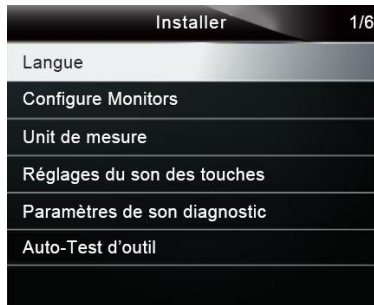 Installer 1/6
Langue
Configure Monitors
Unit de mesure
Réglages du son des touches
Paramètres de son diagnostic
Auto-Test d'outil